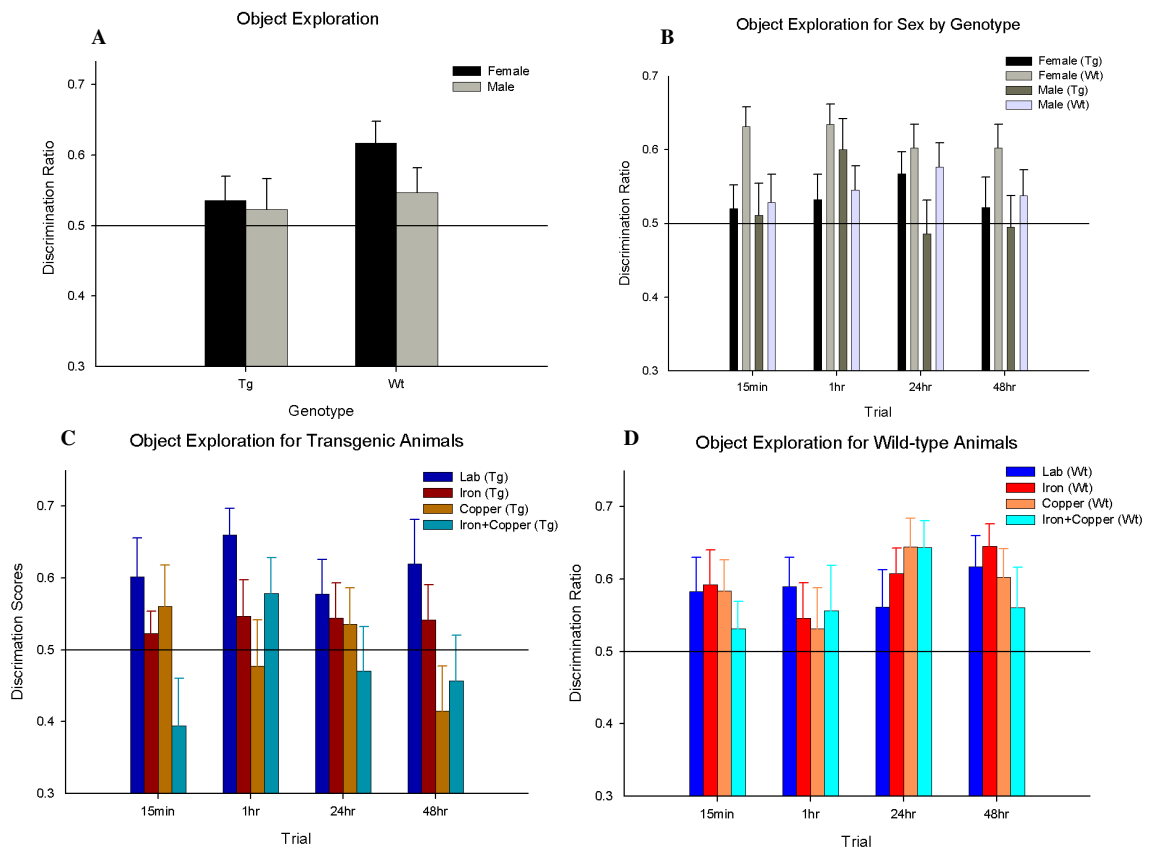 A
Object Exploration
Female
Male
0.7
0.6
0.5
0.4
0.3
Discrimination Ratio
Tg
Wt
Genotype
B
Object Exploration for Sex by Genotype
Female (Tg)
Female (Wt)
Male (Tg)
Male (Wt)
0.7
0.6
0.5
0.4
0.3
Discrimination Ratio
15min
1hr
24hr
48hr
Trial
C
Object Exploration for Transgenic Animals
Lab (Tg)
Iron (Tg)
Copper (Tg)
Iron+Copper (Tg)
0.7
0.6
0.5
0.4
0.3
Discrimation Scores
15min
1hr
24hr
48hr
Trial
D
Object Exploration for Wild-type Animals
Lab (Wt)
Iron (Wt)
Copper (Wt)
Iron+Copper (Wt)
0.7
0.6
0.5
0.4
0.3
Discrimination Ratio
15min
1hr
24hr
48hr
Trial